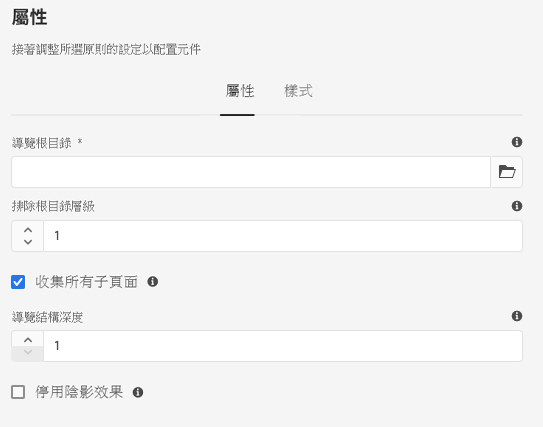 屬性
接著調整所選原則的設定以配置元件
屬性 樣式
導覽根目錄 *
排除根目錄層級
1
收集所有子頁面
導覽結構深度
1
停用陰影效果